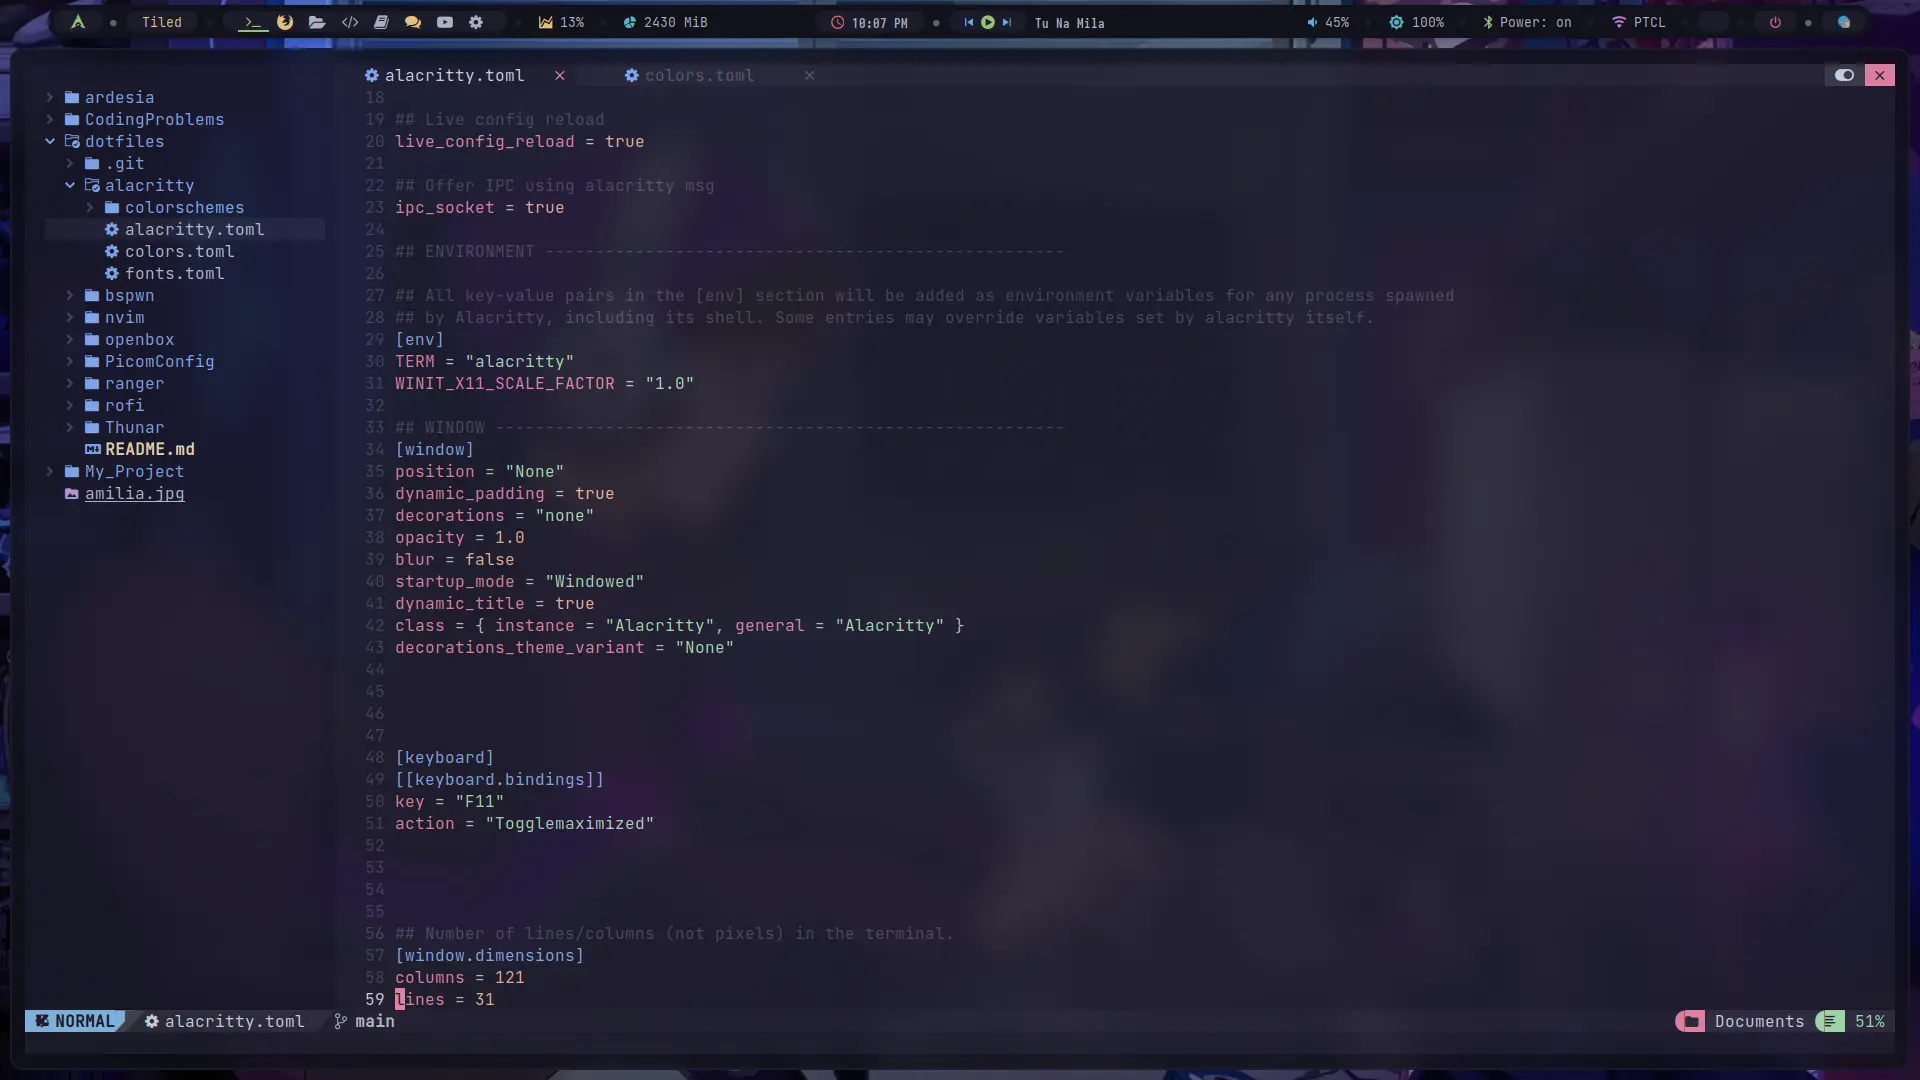 Tiled
>_
</>
13%
2430 MiB
10:07 PM
Tu Na Mila
45%
100%
Power: on
PTCL
ardesia
CodingProblems
dotfiles
.git
alacritty
colorschemes
alacritty.toml
colors.toml
fonts.toml
bspwn
nvim
openbox
PicomConfig
ranger
rofi
Thunar
README.md
My_Project
amilia.jpg
alacritty.toml ×
colors.toml ×
×
18
19 ## Live config reload
20 live_config_reload = true
21
22 ## Offer IPC using alacritty msg
23 ipc_socket = true
24
25 ## ENVIRONMENT ----------------------------------------------------
26
27 ## All key-value pairs in the [env] section will be added as environment variables for any process spawned
28 ## by Alacritty, including its shell. Some entries may override variables set by alacritty itself.
29 [env]
30 TERM = "alacritty"
31 WINIT_X11_SCALE_FACTOR = "1.0"
32
33 ## WINDOW ---------------------------------------------------------
34 [window]
35 position = "None"
36 dynamic_padding = true
37 decorations = "none"
38 opacity = 1.0
39 blur = false
40 startup_mode = "Windowed"
41 dynamic_title = true
42 class = { instance = "Alacritty", general = "Alacritty" }
43 decorations_theme_variant = "None"
44
45
46
47
48 [keyboard]
49 [[keyboard.bindings]]
50 key = "F11"
51 action = "Togglemaximized"
52
53
54
55
56 ## Number of lines/columns (not pixels) in the terminal.
57 [window.dimensions]
58 columns = 121
59 lines = 31
NORMAL alacritty.toml main
Documents 51%